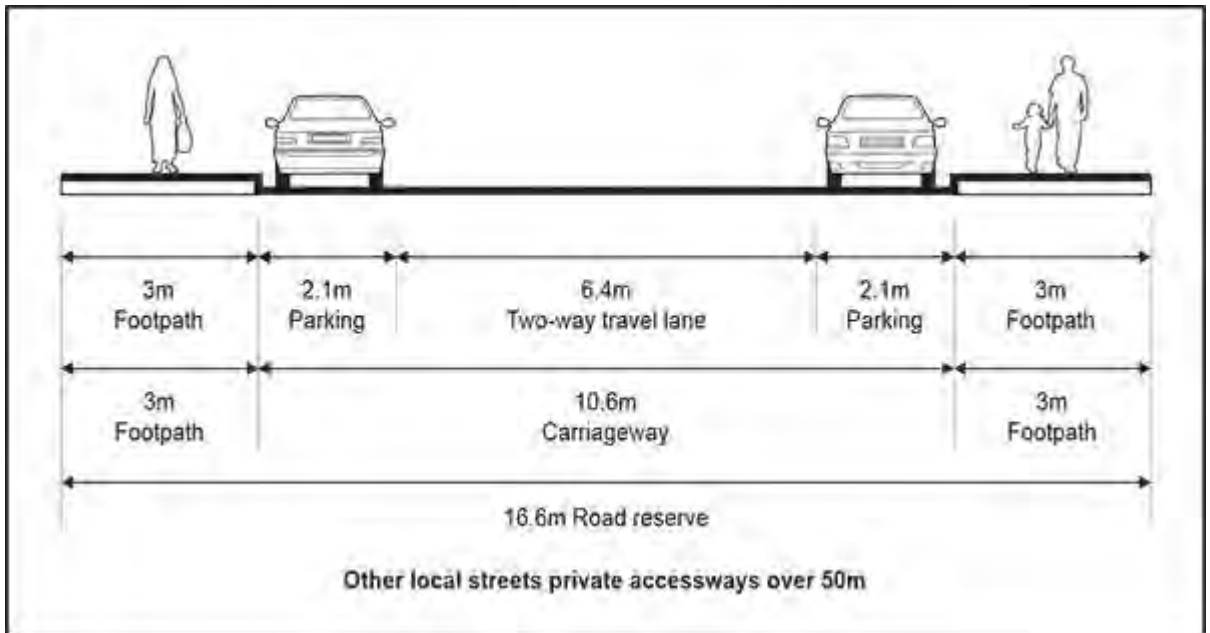 3m
Footpath
2.1m
Parking
6.4m
Two-way travel lane
2.1m
Parking
3m
Footpath
3m
Footpath
10.6m
Carriageway
3m
Footpath
16.6m Road reserve
Other local streets private accessways over 50m